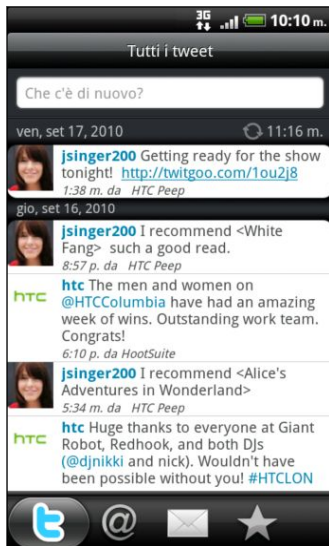 3G 10:10 m.
Tutti i tweet
Che c'è di nuovo?
ven, set 17, 2010 11:16 m.
jsinger200 Getting ready for the show
tonight! http://twitgoo.com/1ou2j8
1:38 m. da HTC Peep
gio, set 16, 2010
jsinger200 I recommend <White
Fang> such a good read.
8:57 p. da HTC Peep
htc The men and women on
@HTCColumbia have had an amazing
week of wins. Outstanding work team.
Congrats!
6:10 p. da HootSuite
jsinger200 I recommend <Alice's
Adventures in Wonderland>
5:34 m. da HTC Peep
htc Huge thanks to everyone at Giant
Robot, Redhook, and both DJs
(@djnikki and nick). Wouldn't have
been possible without you! #HTCLON